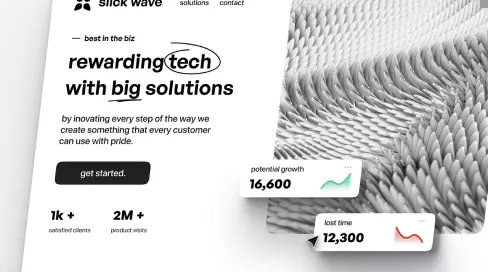 slick wave
solutions contact
— best in the biz
rewarding tech
with big solutions
by inovating every step of the way we
create something that every customer
can use with pride.
get started.
1k + 2M +
satisfied clients product visits
potential growth
16,600
lost time
12,300